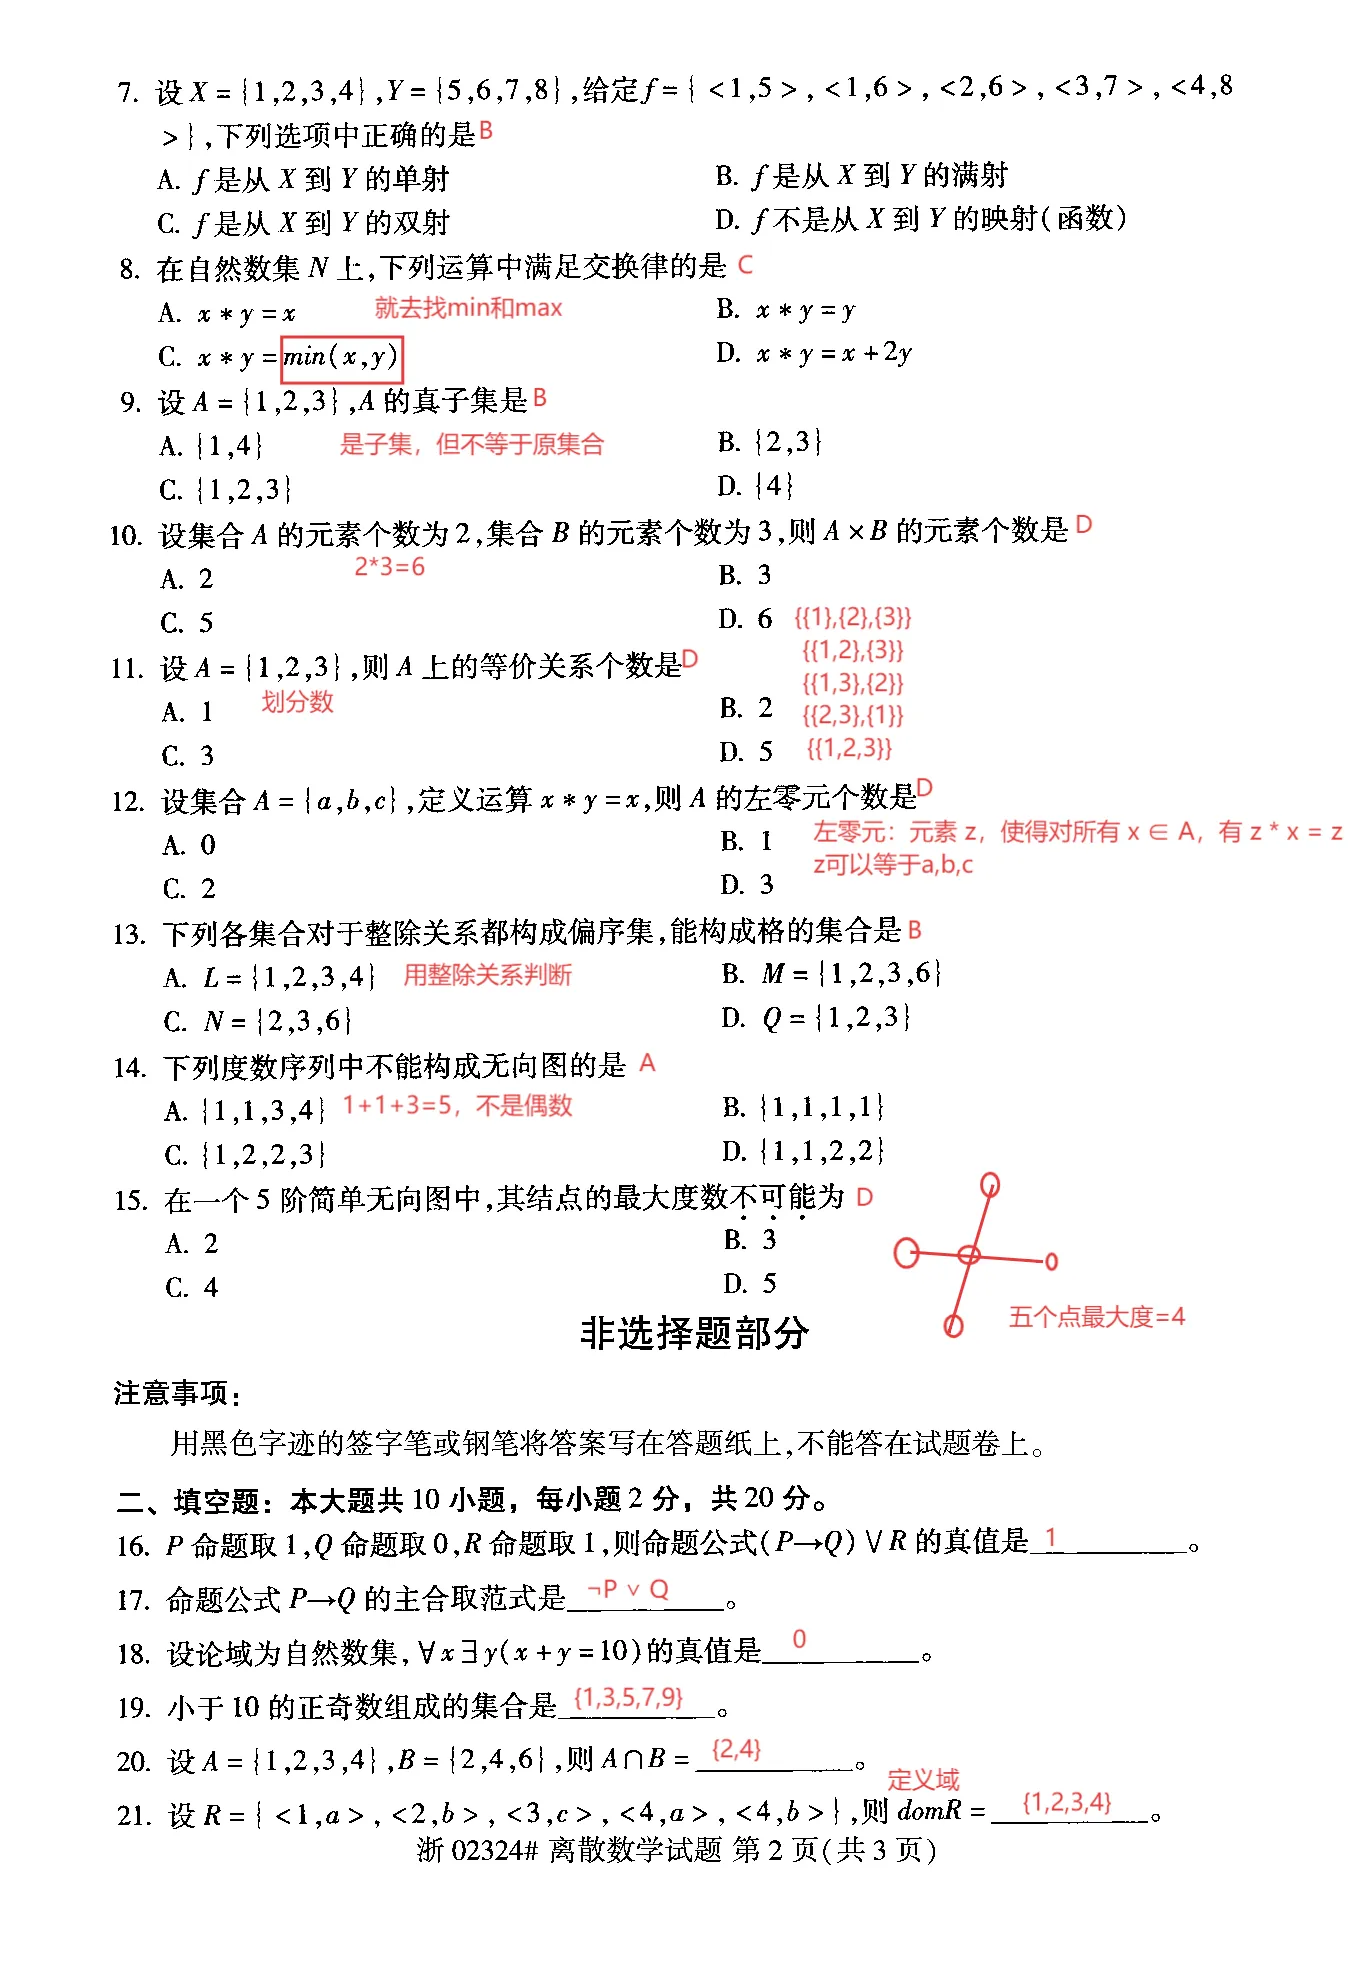 7. 设 X = {1,2,3,4} ,Y = {5,6,7,8} ,给定f = { <1,5> , <1,6> , <2,6> , <3,7> , <4,8
>} ,下列选项中正确的是 B
A. f 是从 X 到 Y 的单射 B. f 是从 X 到 Y 的满射
C. f 是从 X 到 Y 的双射 D. f 不是从 X 到 Y 的映射(函数)
8. 在自然数集 N 上,下列运算中满足交换律的是 C
A. x * y = x 就去找min和max B. x * y = y
C. x * y = min(x,y) D. x * y = x + 2y
9. 设 A = {1,2,3} ,A 的真子集是 B
A. {1,4} 是子集，但不等于原集合 B. {2,3}
C. {1,2,3} D. {4}
10. 设集合 A 的元素个数为 2,集合 B 的元素个数为 3,则 A × B 的元素个数是 D
A. 2 2*3=6 B. 3
C. 5 D. 6 {{1},{2},{3}}
{{1,2},{3}}
11. 设 A = {1,2,3} ,则 A 上的等价关系个数是 D
{{1,3},{2}}
A. 1 划分数 B. 2 {{2,3},{1}}
C. 3 D. 5 {{1,2,3}}
12. 设集合 A = {a,b,c} ,定义运算 x * y = x,则 A 的左零元个数是 D
A. 0 B. 1 左零元：元素 z，使得对所有 x ∈ A，有 z * x = z
z可以等于a,b,c
C. 2 D. 3
13. 下列各集合对于整除关系都构成偏序集,能构成格的集合是 B
A. L = {1,2,3,4} 用整除关系判断 B. M = {1,2,3,6}
C. N = {2,3,6} D. Q = {1,2,3}
14. 下列度数序列中不能构成无向图的是 A
A. {1,1,3,4} 1+1+3=5，不是偶数 B. {1,1,1,1}
C. {1,2,2,3} D. {1,1,2,2}
15. 在一个 5 阶简单无向图中,其结点的最大度数不可能为 D
A. 2 B. 3
C. 4 D. 5
五个点最大度=4
非选择题部分
注意事项:
用黑色字迹的签字笔或钢笔将答案写在答题纸上,不能答在试题卷上。
二、填空题：本大题共 10 小题，每小题 2 分，共 20 分。
16. P 命题取 1,Q 命题取 0,R 命题取 1,则命题公式(P→Q) ∨ R 的真值是 1 。
17. 命题公式 P→Q 的主合取范式是 ¬P ∨ Q 。
18. 设论域为自然数集, ∀x∃y(x + y = 10)的真值是 0 。
19. 小于 10 的正奇数组成的集合是 {1,3,5,7,9} 。
20. 设 A = {1,2,3,4} ,B = {2,4,6} ,则 A∩B = {2,4} 。
定义域
21. 设 R = { <1,a> , <2,b> , <3,c> , <4,a> , <4,b>} ,则 domR = {1,2,3,4} 。
浙 02324# 离散数学试题 第 2 页(共 3 页)